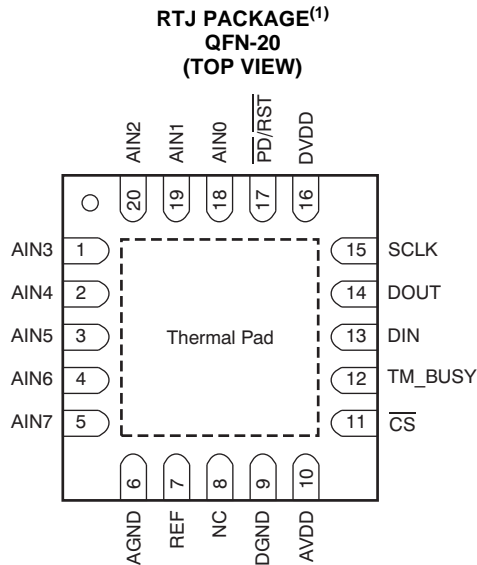 RTJ PACKAGE(1)
QFN-20
(TOP VIEW)
AIN2
AIN1
AIN0
PD/RST
DVDD
20
19
18
17
16
AIN3 1
15 SCLK
AIN4 2
14 DOUT
AIN5 3
Thermal Pad
13 DIN
AIN6 4
12 TM_BUSY
AIN7 5
11 CS
6
7
8
9
10
AGND
REF
NC
DGND
AVDD